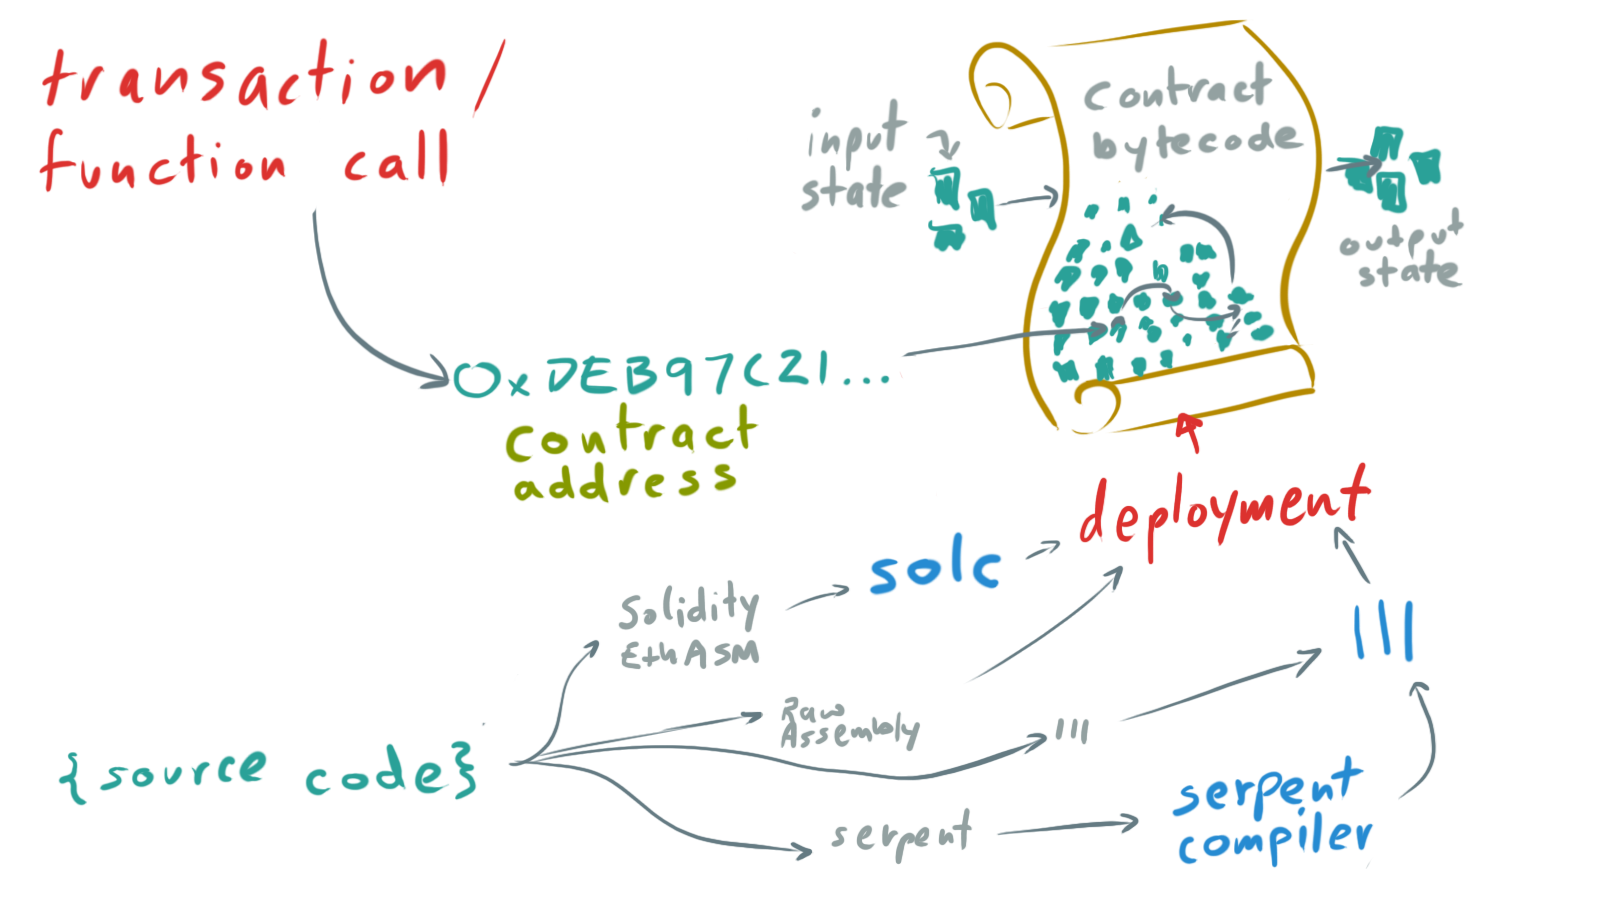 transaction /
function call
input
state
contract
bytecode
output
state
0xDEB97C21...
contract
address
deployment
solc
Solidity
EthASM
lll
Raw
Assembly
lll
{source code}
serpent
compiler
serpent